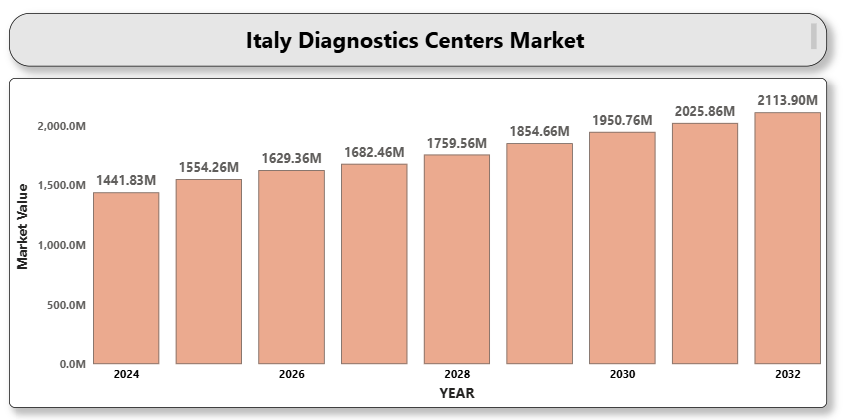 Italy Diagnostics Centers Market
2113.90M
2025.86M
1950.76M
1854.66M
1759.56M
1682.46M
1629.36M
1554.26M
1441.83M
2,000.0M
1,500.0M
1,000.0M
500.0M
0.0M
Market Value
2024 2026 2028 2030 2032
YEAR